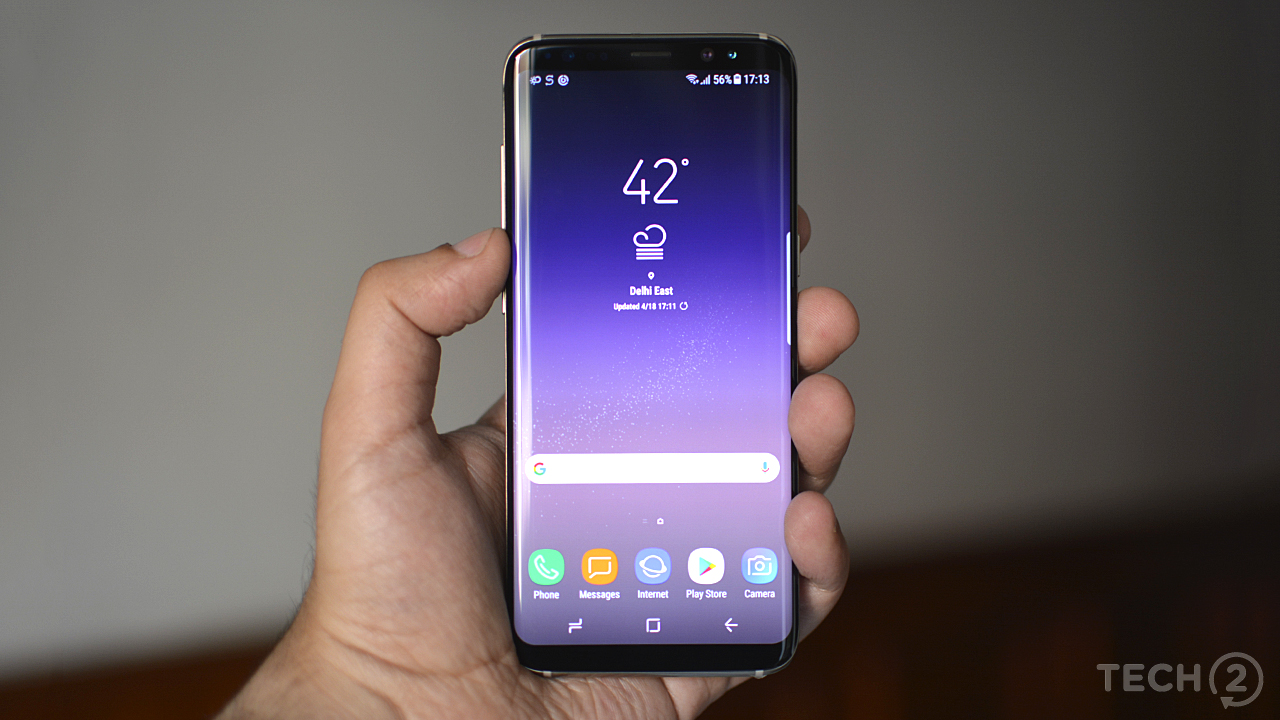 56% 17:13
42°
Delhi East
Updated 4/18 17:11
G
Phone Messages Internet Play Store Camera
TECH2